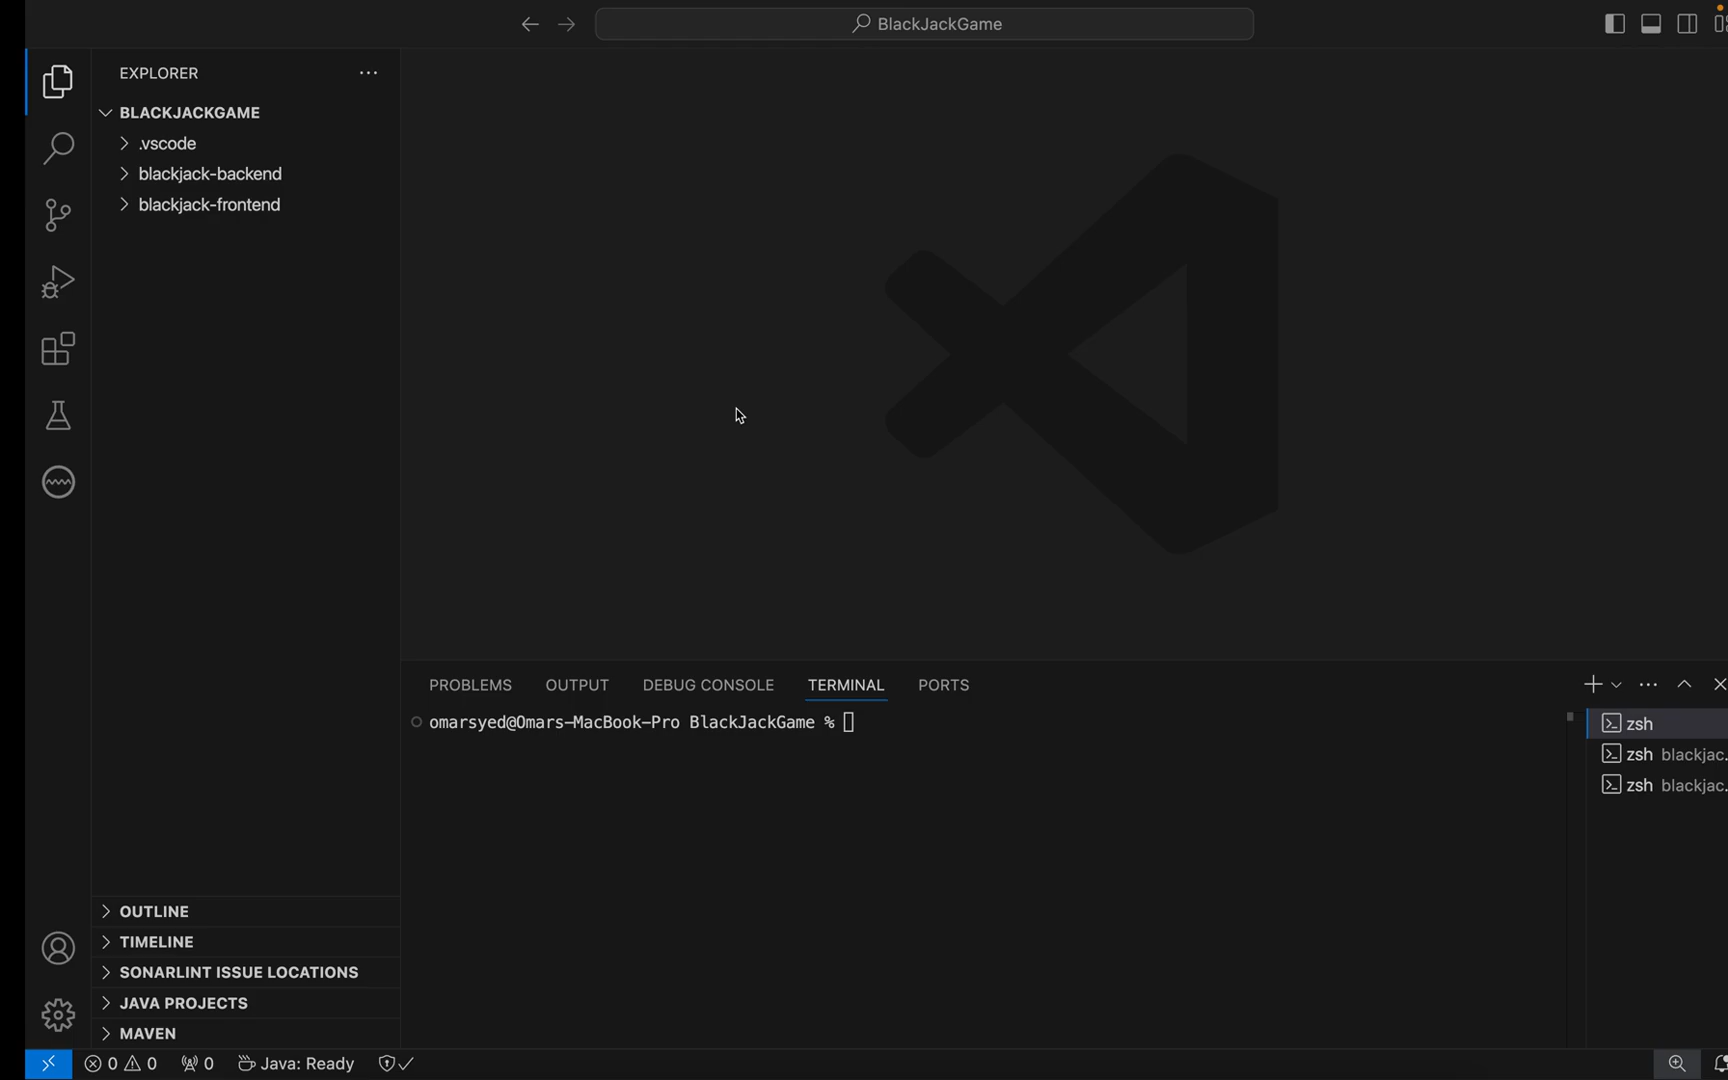 BlackJackGame
EXPLORER
BLACKJACKGAME
.vscode
blackjack-backend
blackjack-frontend
PROBLEMS
OUTPUT
DEBUG CONSOLE
TERMINAL
PORTS
omarsyed@Omars-MacBook-Pro BlackJackGame %
zsh
zsh blackjac...
zsh blackjac...
OUTLINE
TIMELINE
SONARLINT ISSUE LOCATIONS
JAVA PROJECTS
MAVEN
0 0 0 Java: Ready